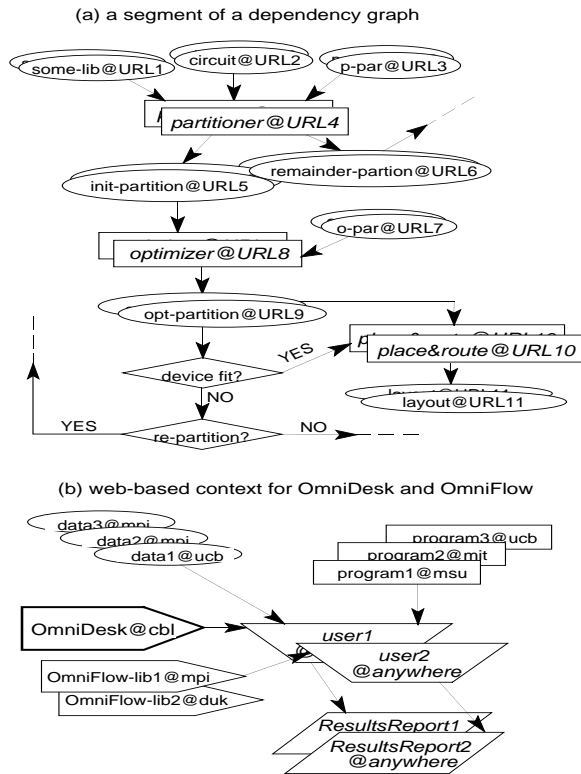 (a) a segment of a dependency graph
some-lib@URL1
circuit@URL2
p-par@URL3
partitioner@URL4
init-partition@URL5
remainder-partion@URL6
o-par@URL7
optimizer@URL8
opt-partition@URL9
YES
place&route@URL10
device fit?
NO
layout@URL11
YES
re-partition?
NO
(b) web-based context for OmniDesk and OmniFlow
data3@mpi
data2@mpi
data1@ucb
program3@ucb
program2@mit
program1@msu
OmniDesk@cbl
user1
user2
@anywhere
OmniFlow-lib1@mpi
OmniFlow-lib2@duk
ResultsReport1
ResultsReport2
@anywhere